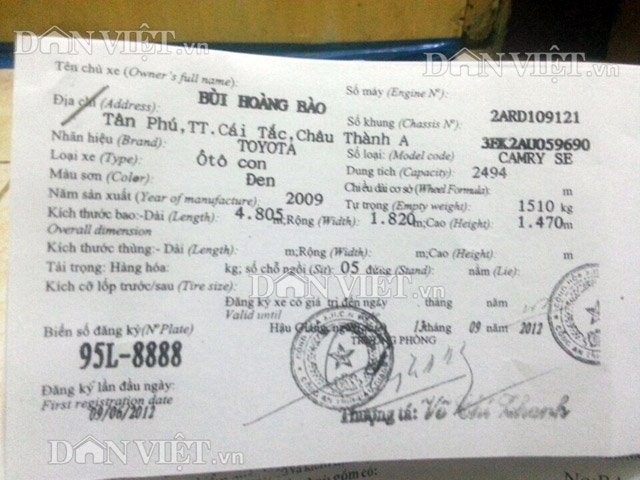 DÂN VIỆT.vn
DÂN VIỆT.vn
Tên chủ xe (Owner's full name):
BÙI HOÀNG BẢO
Số máy (Engine N°):
2ARD109121
Địa chỉ (Address):
Tân Phú,TT.Cái Tắc,Châu Thành A
Số khung (Chassis N°):
3BK2AU059690
Nhãn hiệu (Brand): TOYOTA
Số loại: (Model code) CAMRY SE
Loại xe (Type): Ôtô con
Dung tích (Capacity): 2494
Màu sơn (Color): Đen
Chiều dài cơ sở (Wheel Formula): m
Năm sản xuất (Year of manufacture): 2009
Tự trọng (Empty weight): 1510 kg
Kích thước bao:-Dài (Length): 4.805 m;Rộng (Width): 1.820 m;Cao (Height): 1.470 m
Overall dimension
Kích thước thùng:- Dài (Length): m;Rộng (Width): m;Cao (Height): m
Tải trọng: Hàng hóa: kg; số chỗ ngồi (Sit): 05 đứng (Stand): nằm (Lie):
Kích cỡ lốp trước/sau (Tire size):
DÂN VIỆT.vn
Đăng ký xe có giá trị đến ngày tháng năm
Valid until
Hậu Giang, ngày 13 tháng 09 năm 2012
Biển số đăng ký(N° Plate)
TRƯỞNG PHÒNG
95L-8888
Đăng ký lần đầu ngày:
First registration date
09/06/2012
Thượng tá:
DÂN VIỆT.vn
DÂN VIỆT.vn